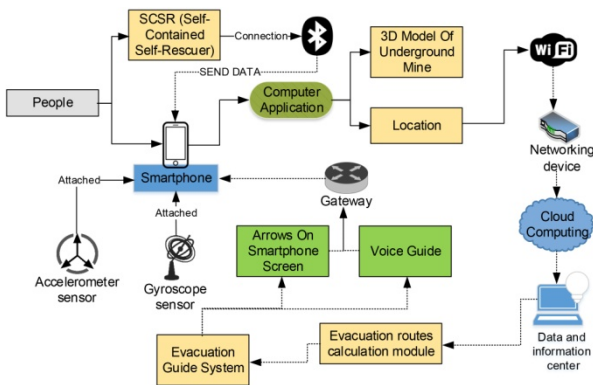 SCSR (Self-
Contained
Self-Rescuer)
Connection
3D Model Of
Underground
Mine
Wi Fi
SEND DATA
People
Computer
Application
Location
Networking
device
Attached
Smartphone
Gateway
Attached
Cloud
Computing
Arrows On
Smartphone
Screen
Voice Guide
Accelerometer
sensor
Gyroscope
sensor
Data and
information
center
Evacuation
Guide System
Evacuation routes
calculation module